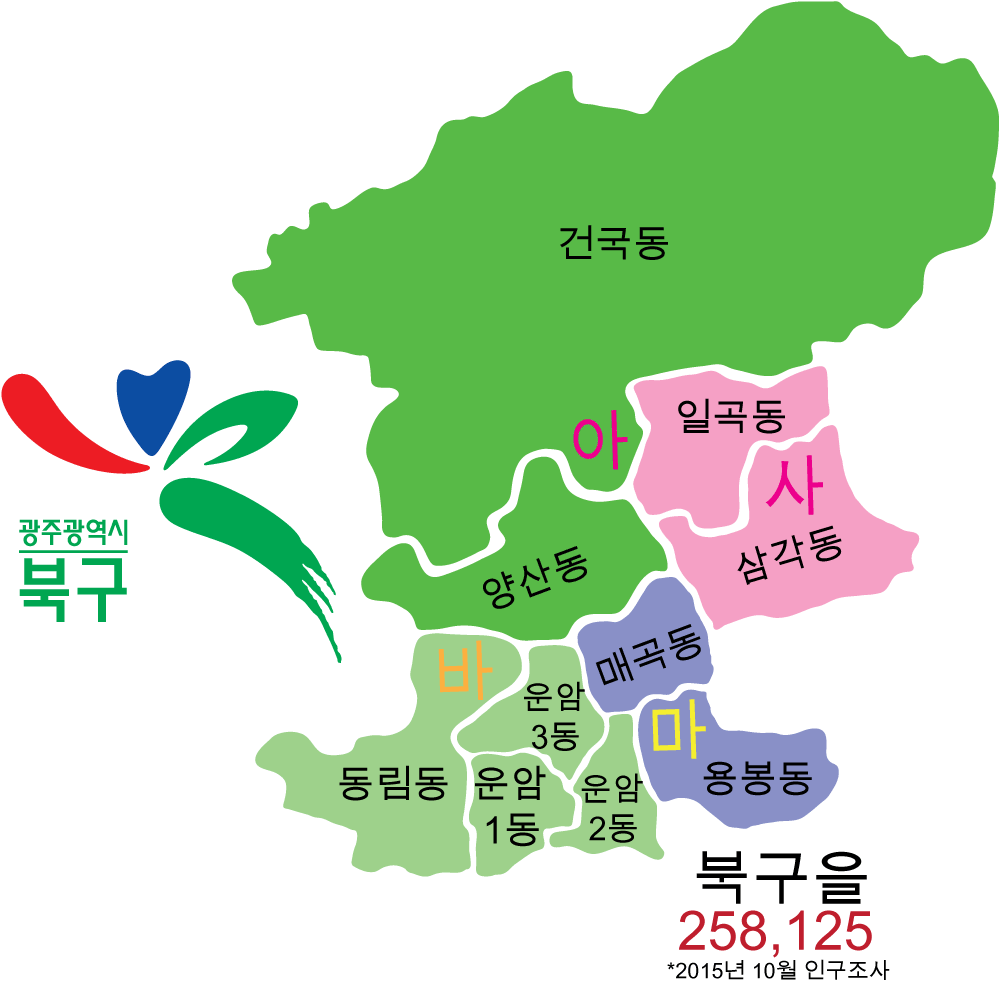 건국동
일곡동
아
사
광주광역시
북구
삼각동
양산동
매곡동
바
운암
3동
마
동림동
운암
1동
운암
2동
용봉동
북구을
258,125
*2015년 10월 인구조사